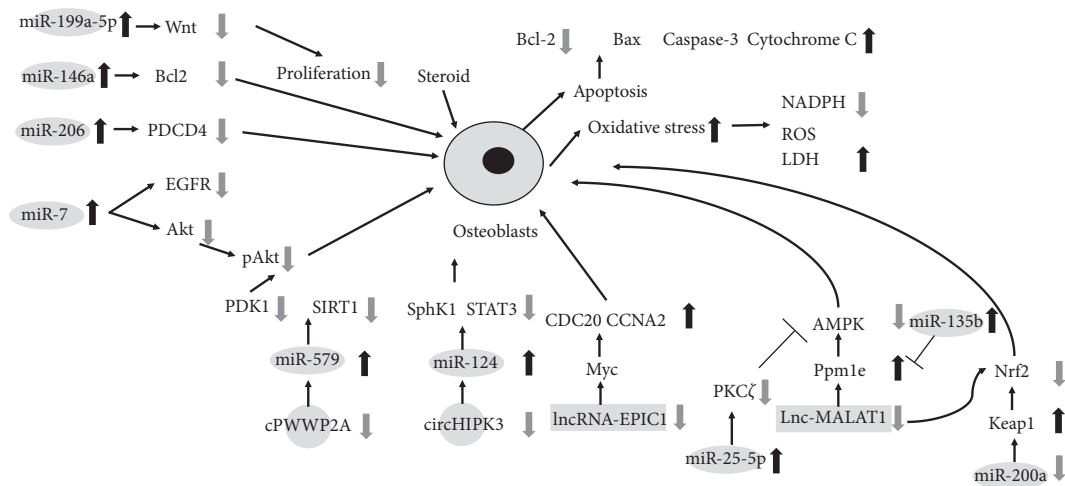 miR-199a-5p Wnt
miR-146a Bcl2
miR-206 PDCD4
miR-7
EGFR
Akt
pAkt
PDK1
Proliferation
Steroid
Osteoblasts
Bcl-2 Bax Caspase-3 Cytochrome C
Apoptosis
Oxidative stress
NADPH
ROS
LDH
SIRT1
miR-579
cPWWP2A
SphK1 STAT3
miR-124
circHIPK3
CDC20 CCNA2
Myc
lncRNA-EPIC1
PKCζ
miR-25-5p
AMPK
Ppm1e
Lnc-MALAT1
miR-135b
Nrf2
Keap1
miR-200a